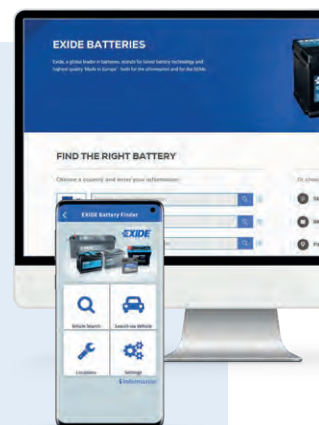 EXIDE BATTERIES
Exide, a global leader in batteries, stands for latest battery technology and
highest quality 'Made in Europe' - both for the aftermarket and for the OEMs.
FIND THE RIGHT BATTERY
Choose a country and enter your information:
Or choose
EXIDE Battery Finder
EXIDE
Vehicle Search
Search via Vehicle
Locations
Settings
Information